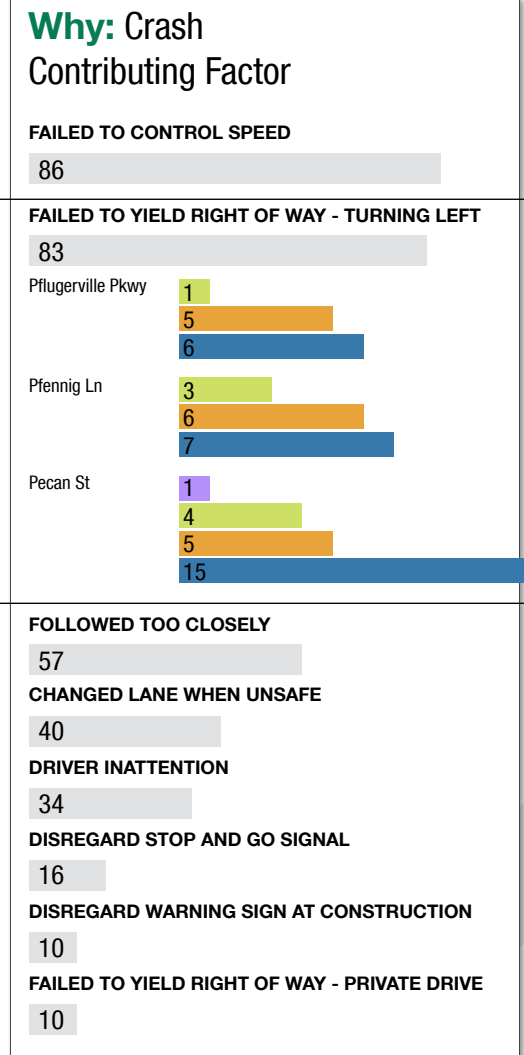 Why: Crash
Contributing Factor
FAILED TO CONTROL SPEED
86
FAILED TO YIELD RIGHT OF WAY - TURNING LEFT
83
Pflugerville Pkwy
1
5
6
Pfennig Ln
3
6
7
Pecan St
1
4
5
15
FOLLOWED TOO CLOSELY
57
CHANGED LANE WHEN UNSAFE
40
DRIVER INATTENTION
34
DISREGARD STOP AND GO SIGNAL
16
DISREGARD WARNING SIGN AT CONSTRUCTION
10
FAILED TO YIELD RIGHT OF WAY - PRIVATE DRIVE
10